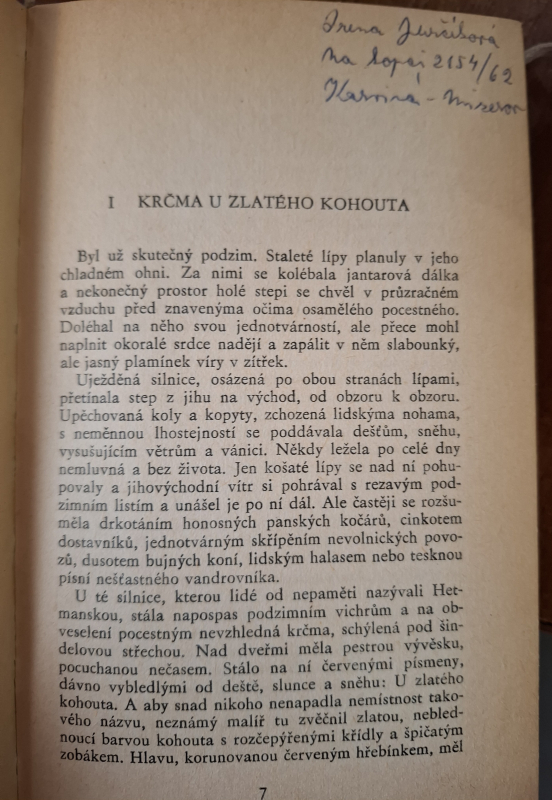 Irena
na 2154/62
Karviná -
I KRČMA U ZLATÉHO KOHOUTA
Byl už skutečný podzim. Staleté lípy planuly v jeho
chladném ohni. Za nimi se kolébala jantarová dálka
a nekonečný prostor holé stepi se chvěl v průzračném
vzduchu před znavenýma očima osamělého pocestného.
Doléhal na něho svou jednotvárností, ale přece mohl
naplnit okoralé srdce nadějí a zapálit v něm slabounký,
ale jasný plamínek víry v zítřek.
Uježděná silnice, osázená po obou stranách lípami,
přetínala step z jihu na východ, od obzoru k obzoru.
Upěchovaná koly a kopyty, zchozená lidskýma nohama,
s neměnnou lhostejností se poddávala dešťům, sněhu,
vysušujícím větrům a vánici. Někdy ležela po celé dny
nemluvná a bez života. Jen košaté lípy se nad ní pohu-
povaly a jihovýchodní vítr si pohrával s rezavým pod-
zimním listím a unášel je po ní dál. Ale častěji se rozšu-
měla drkotáním honosných panských kočárů, cinkotem
dostavníků, jednotvárným skřípěním nevolnických povo-
zů, dusotem bujných koní, lidským halasem nebo tesknou
písní nešťastného vandrovníka.
U té silnice, kterou lidé od nepaměti nazývali Het-
manskou, stála napospas podzimním vichrům a na ob-
veselení pocestným nevzhledná krčma, schýlená pod šin-
delovou střechou. Nad dveřmi měla pestrou vývěsku,
pocuchanou nečasem. Stálo na ní červenými písmeny,
dávno vybledlými od deště, slunce a sněhu: U zlatého
kohouta. A aby snad nikoho nenapadla nemístnost tako-
vého názvu, neznámý malíř tu zvěčnil zlatou, nebled-
noucí barvou kohouta s rozčepýřenými křídly a špičatým
zobákem. Hlavu, korunovanou červeným hřebínkem, měl
7